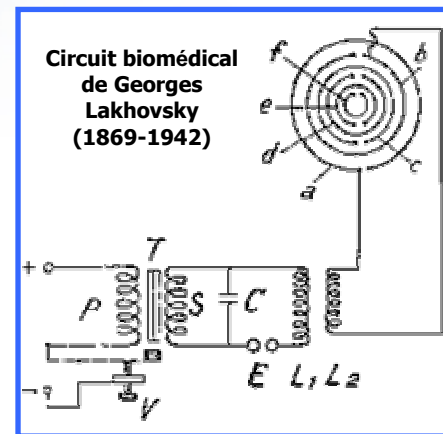 Circuit biomédical
de Georges
Lakhovsky
(1869-1942)
f
b
e
d
c
a
T
+
P
S
C
E L1 L2
-
V